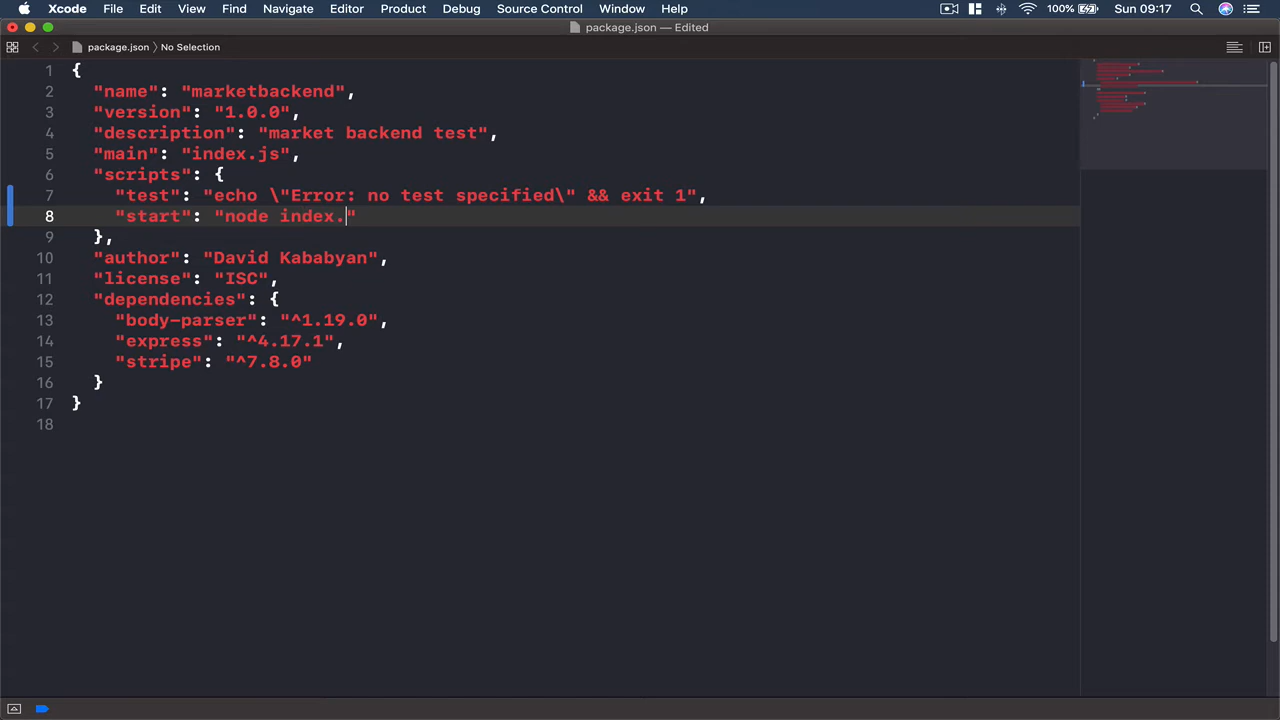 Xcode File Edit View Find Navigate Editor Product Debug Source Control Window Help 100% Sun 09:17
package.json — Edited
package.json 〉 No Selection
1 {
2 "name": "marketbackend",
3 "version": "1.0.0",
4 "description": "market backend test",
5 "main": "index.js",
6 "scripts": {
7 "test": "echo \"Error: no test specified\" && exit 1",
8 "start": "node index."
9 },
10 "author": "David Kababyan",
11 "license": "ISC",
12 "dependencies": {
13 "body-parser": "^1.19.0",
14 "express": "^4.17.1",
15 "stripe": "^7.8.0"
16 }
17 }
18